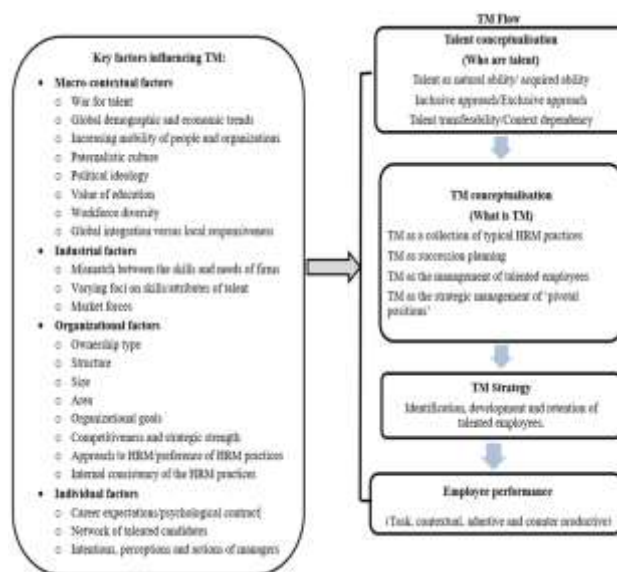 Key factors influencing TM:
• Macro contextual factors
o War for talent
o Global demographic and economic trends
o Increasing mobility of people and organizations
o Paternalistic culture
o Political ideology
o Value of education
o Workforce diversity
o Global integration versus local responsiveness
• Industrial factors
o Mismatch between the skills and needs of firms
o Varying foci on skills/attributes of talent
o Market forces
• Organizational factors
o Ownership type
o Structure
o Size
o Area
o Organizational goals
o Competitiveness and strategic strength
o Approach to HRM/preference of HRM practices
o Internal consistency of the HRM practices
• Individual factors
o Career expectations/psychological contract
o Network of talented candidates
o Intentions, perceptions and actions of managers
TM Flow
Talent conceptualisation
(Who are talent)
Talent as natural ability/ acquired ability
Inclusive approach/Exclusive approach
Talent transferability/Context dependency
TM conceptualisation
(What is TM)
TM as a collection of typical HRM practices
TM as succession planning
TM as the management of talented employees
TM as the strategic management of 'pivotal
positions'
TM Strategy
Identification, development and retention of
talented employees.
Employee performance
(Task, contextual, adaptive and counter productive)